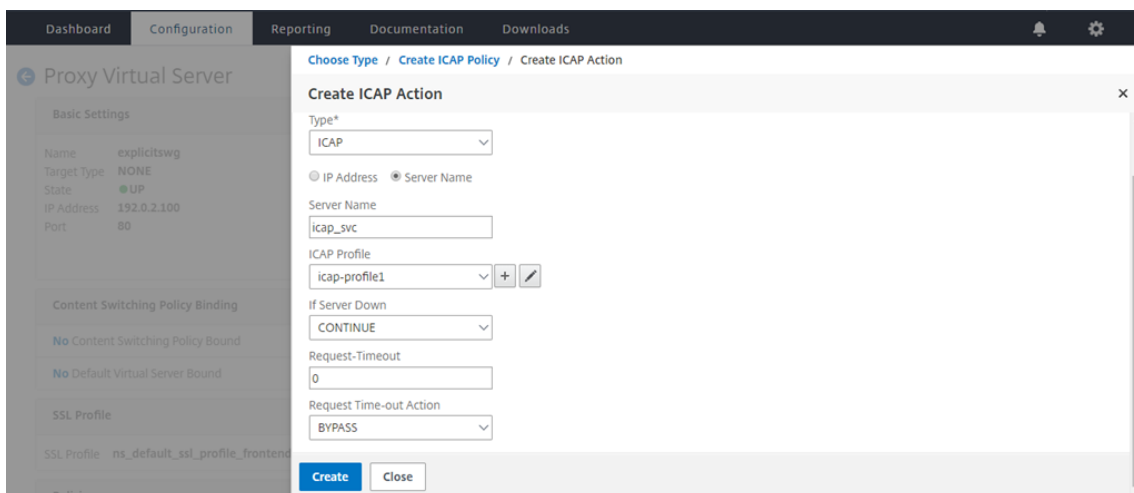 Dashboard Configuration Reporting Documentation Downloads
Proxy Virtual Server
Basic Settings
Name explicitswg
Target Type NONE
State UP
IP Address 192.0.2.100
Port 80
Content Switching Policy Binding
No Content Switching Policy Bound
No Default Virtual Server Bound
SSL Profile
SSL Profile ns_default_ssl_profile_frontend
Choose Type / Create ICAP Policy / Create ICAP Action
Create ICAP Action
Type*
ICAP
IP Address Server Name
Server Name
icap_svc
ICAP Profile
icap-profile1
If Server Down
CONTINUE
Request-Timeout
0
Request Time-out Action
BYPASS
Create Close